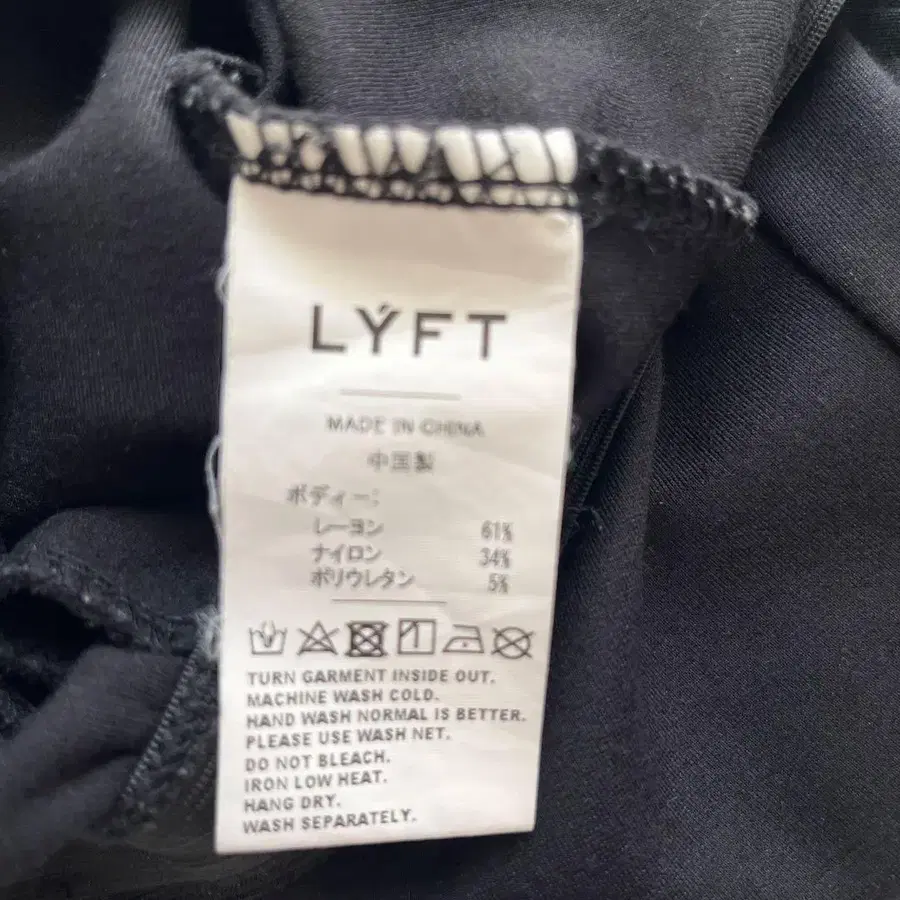 LÝFT
MADE IN CHINA
中国製
ボディー:
レーヨン 61%
ナイロン 34%
ポリウレタン 5%
TURN GARMENT INSIDE OUT.
MACHINE WASH COLD.
HAND WASH NORMAL IS BETTER.
PLEASE USE WASH NET.
DO NOT BLEACH.
IRON LOW HEAT.
HANG DRY.
WASH SEPARATELY.